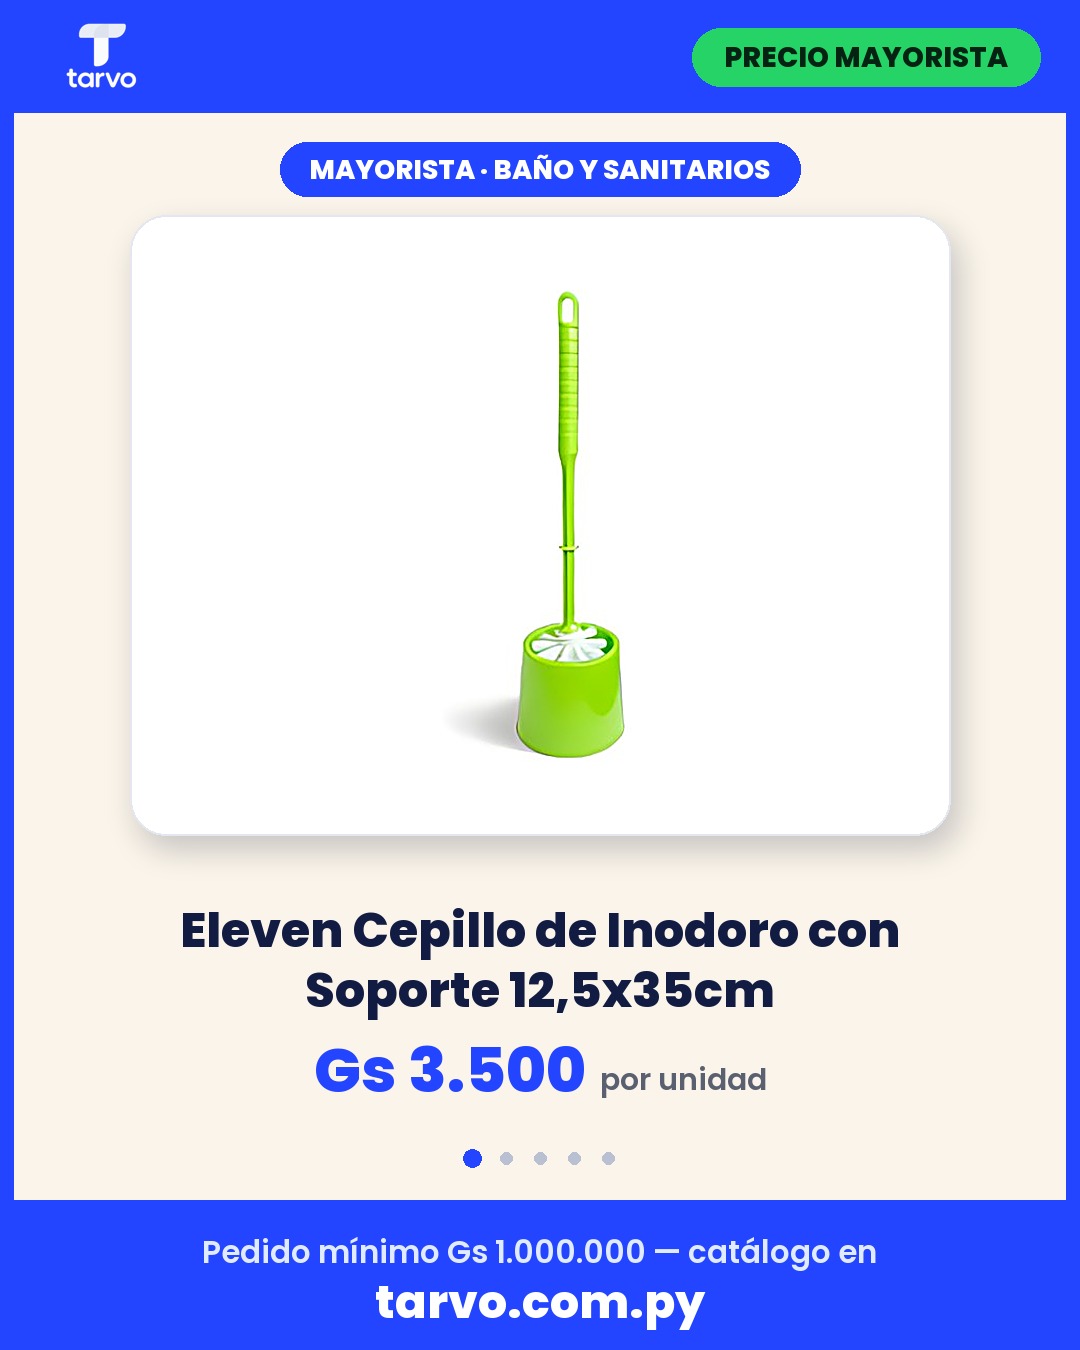 tarvo
PRECIO MAYORISTA
MAYORISTA · BAÑO Y SANITARIOS
Eleven Cepillo de Inodoro con
Soporte 12,5x35cm
Gs 3.500 por unidad
Pedido mínimo Gs 1.000.000 — catálogo en
tarvo.com.py